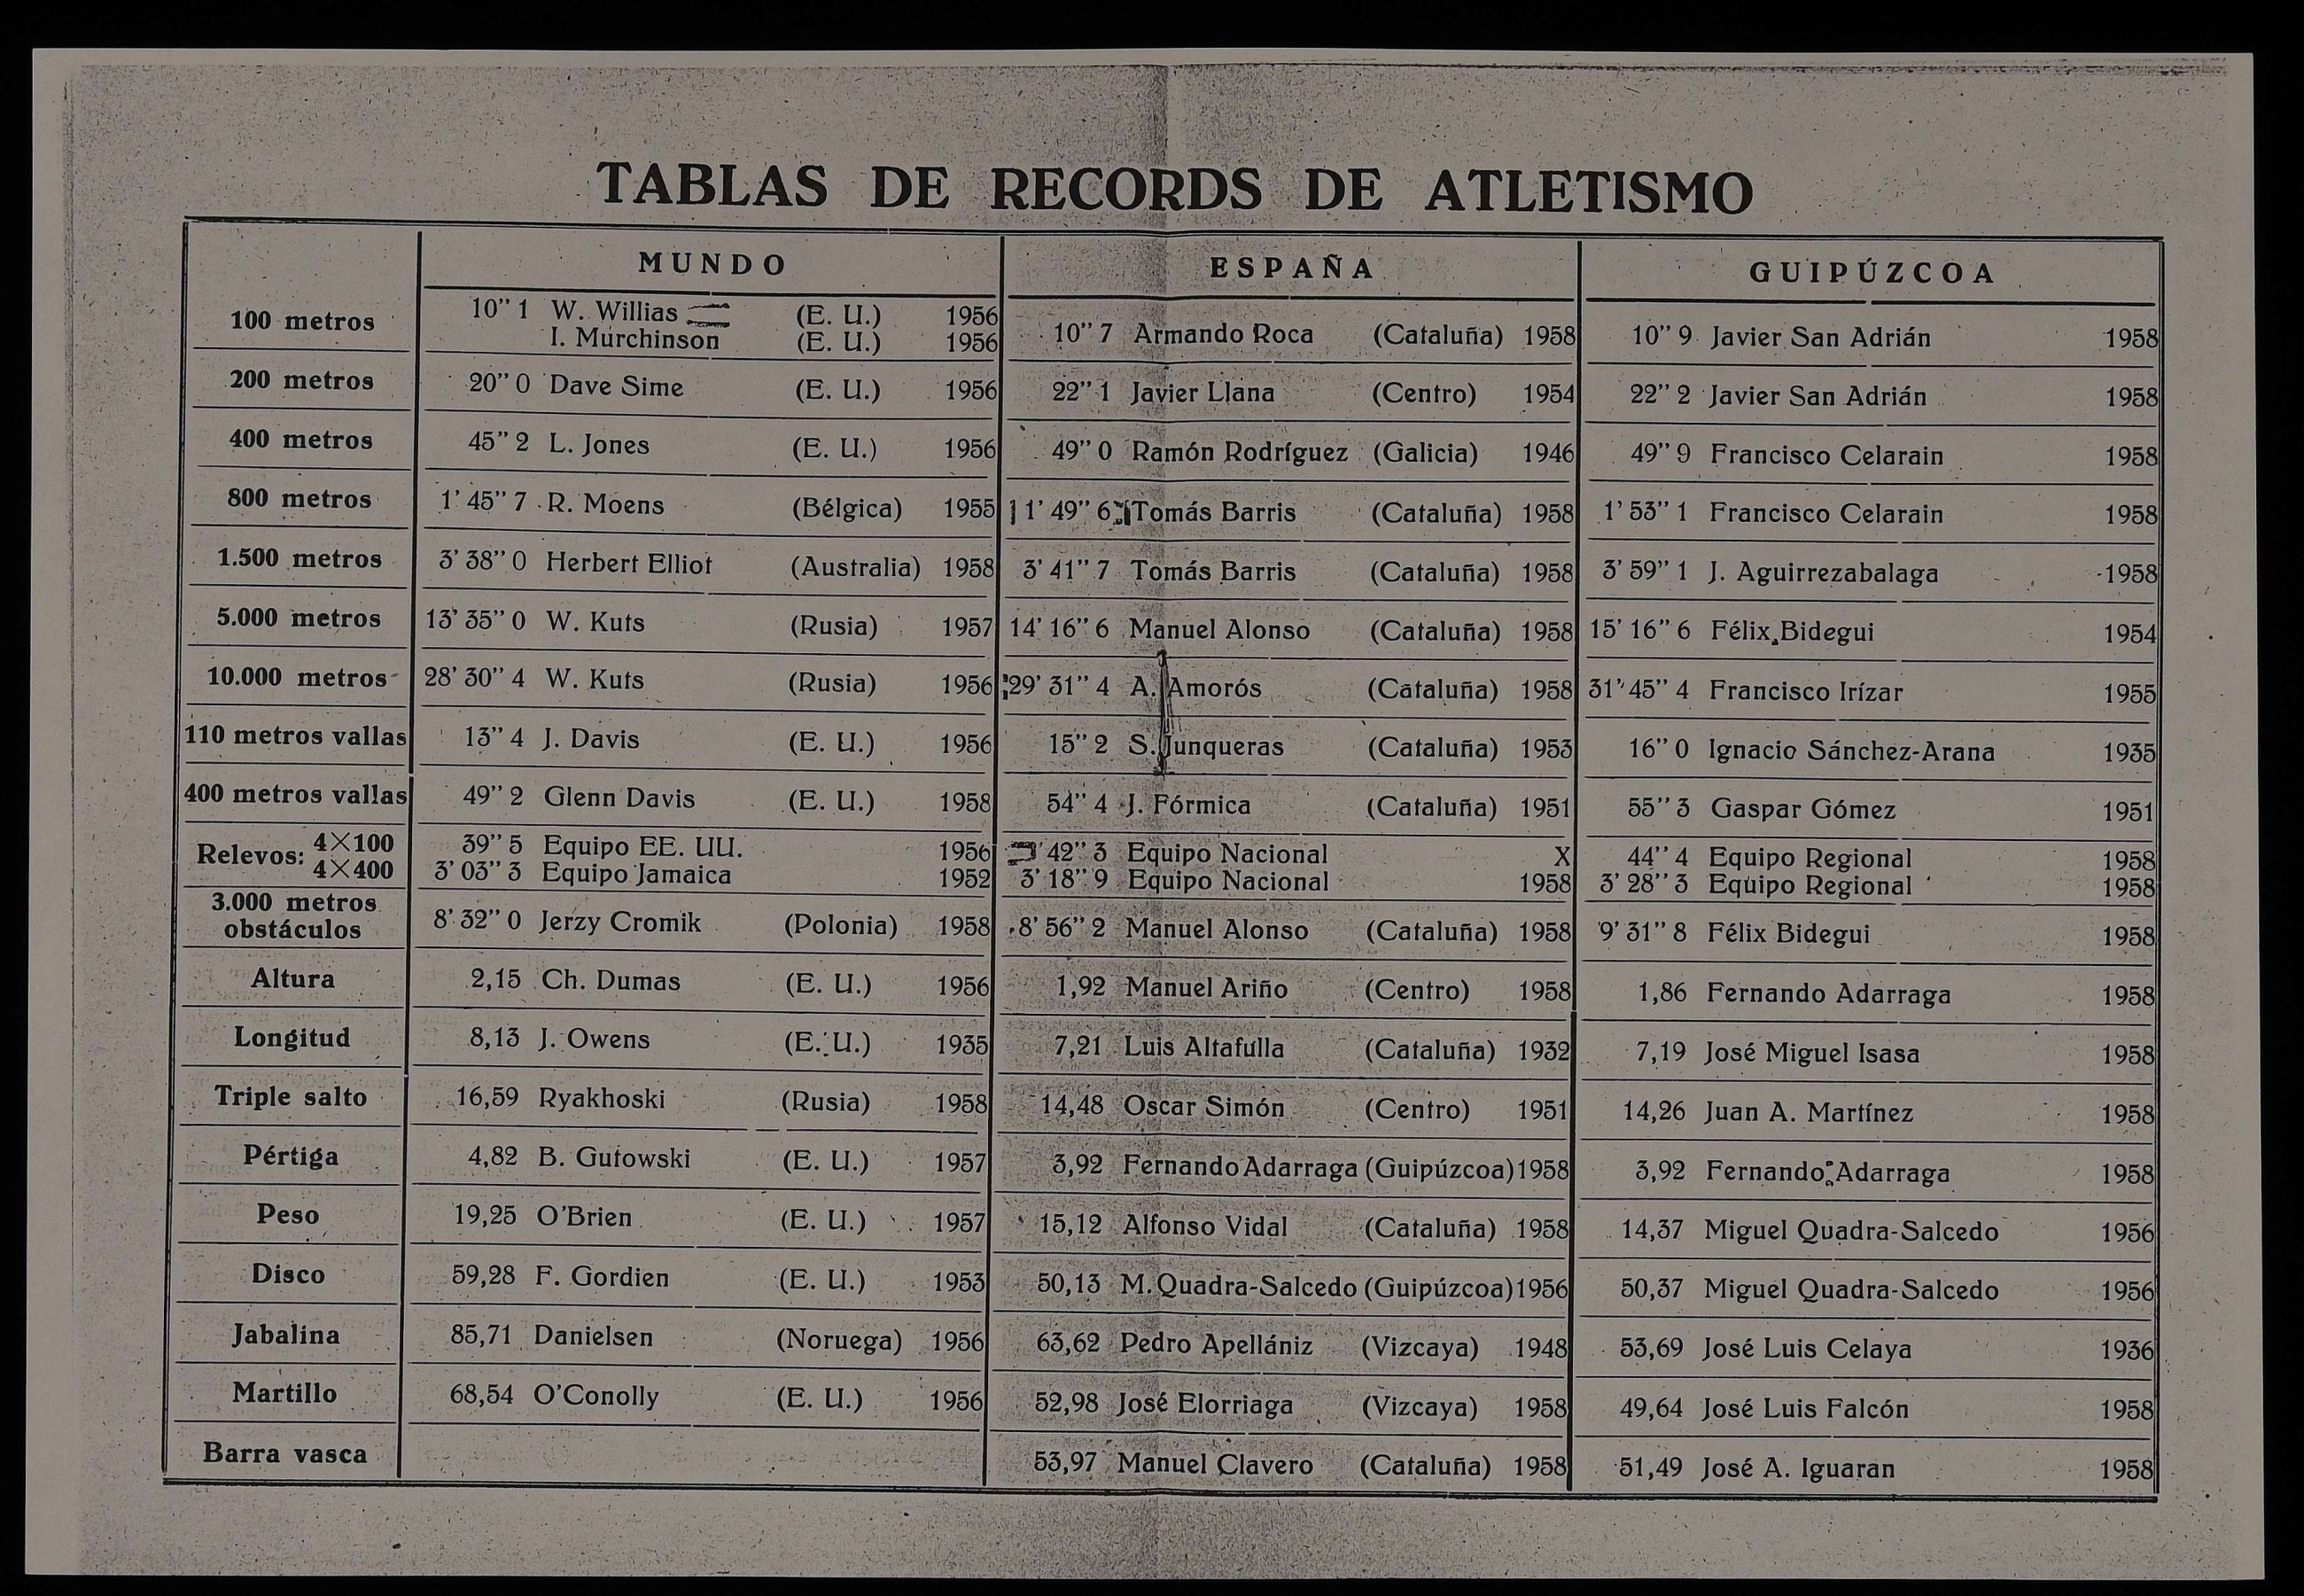 TABLAS DE RECORDS DE ATLETISMO
MUNDO ESPAÑA GUIPÚZCOA
100 metros 10" 1 W. Willias (E. U.) 1956
I. Murchinson (E. U.) 1956 10" 7 Armando Roca (Cataluña) 1958 10" 9 Javier San Adrián 1958
200 metros 20" 0 Dave Sime (E. U.) 1956 22" 1 Javier Llana (Centro) 1954 22" 2 Javier San Adrián 1958
400 metros 45" 2 L. Jones (E. U.) 1956 49" 0 Ramón Rodríguez (Galicia) 1946 49" 9 Francisco Celarain 1958
800 metros 1' 45" 7 R. Moens (Bélgica) 1955 1' 49" 6 Tomás Barris (Cataluña) 1958 1' 53" 1 Francisco Celarain 1958
1.500 metros 3' 38" 0 Herbert Elliot (Australia) 1958 3' 41" 7 Tomás Barris (Cataluña) 1958 3' 59" 1 J. Aguirrezabalaga 1958
5.000 metros 13' 35" 0 W. Kuts (Rusia) 1957 14' 16" 6 Manuel Alonso (Cataluña) 1958 15' 16" 6 Félix Bidegui 1954
10.000 metros 28' 30" 4 W. Kuts (Rusia) 1956 29' 31" 4 A. Amorós (Cataluña) 1958 31' 45" 4 Francisco Irízar 1955
110 metros vallas 13" 4 J. Davis (E. U.) 1956 15" 2 S. Junqueras (Cataluña) 1953 16" 0 Ignacio Sánchez-Arana 1935
400 metros vallas 49" 2 Glenn Davis (E. U.) 1958 54" 4 J. Fórmica (Cataluña) 1951 55" 3 Gaspar Gómez 1951
Relevos: 4×100 39" 5 Equipo EE. UU. 1956 42" 3 Equipo Nacional X 44" 4 Equipo Regional 1958
4×400 3' 03" 3 Equipo Jamaica 1952 3' 18" 9 Equipo Nacional 1958 3' 28" 3 Equipo Regional 1958
3.000 metros
obstáculos 8' 32" 0 Jerzy Cromik (Polonia) 1958 8' 56" 2 Manuel Alonso (Cataluña) 1958 9' 31" 8 Félix Bidegui 1958
Altura 2,15 Ch. Dumas (E. U.) 1956 1,92 Manuel Ariño (Centro) 1958 1,86 Fernando Adarraga 1958
Longitud 8,13 J. Owens (E. U.) 1935 7,21 Luis Altafulla (Cataluña) 1932 7,19 José Miguel Isasa 1958
Triple salto 16,59 Ryakhoski (Rusia) 1958 14,48 Oscar Simón (Centro) 1951 14,26 Juan A. Martínez 1958
Pértiga 4,82 B. Gutowski (E. U.) 1957 3,92 Fernando Adarraga (Guipúzcoa) 1958 3,92 Fernando Adarraga 1958
Peso 19,25 O'Brien (E. U.) 1957 15,12 Alfonso Vidal (Cataluña) 1958 14,37 Miguel Quadra-Salcedo 1956
Disco 59,28 F. Gordien (E. U.) 1953 50,13 M. Quadra-Salcedo (Guipúzcoa) 1956 50,37 Miguel Quadra-Salcedo 1956
Jabalina 85,71 Danielsen (Noruega) 1956 63,62 Pedro Apellániz (Vizcaya) 1948 53,69 José Luis Celaya 1936
Martillo 68,54 O'Conolly (E. U.) 1956 52,98 José Elorriaga (Vizcaya) 1958 49,64 José Luis Falcón 1958
Barra vasca 53,97 Manuel Clavero (Cataluña) 1958 51,49 José A. Iguaran 1958